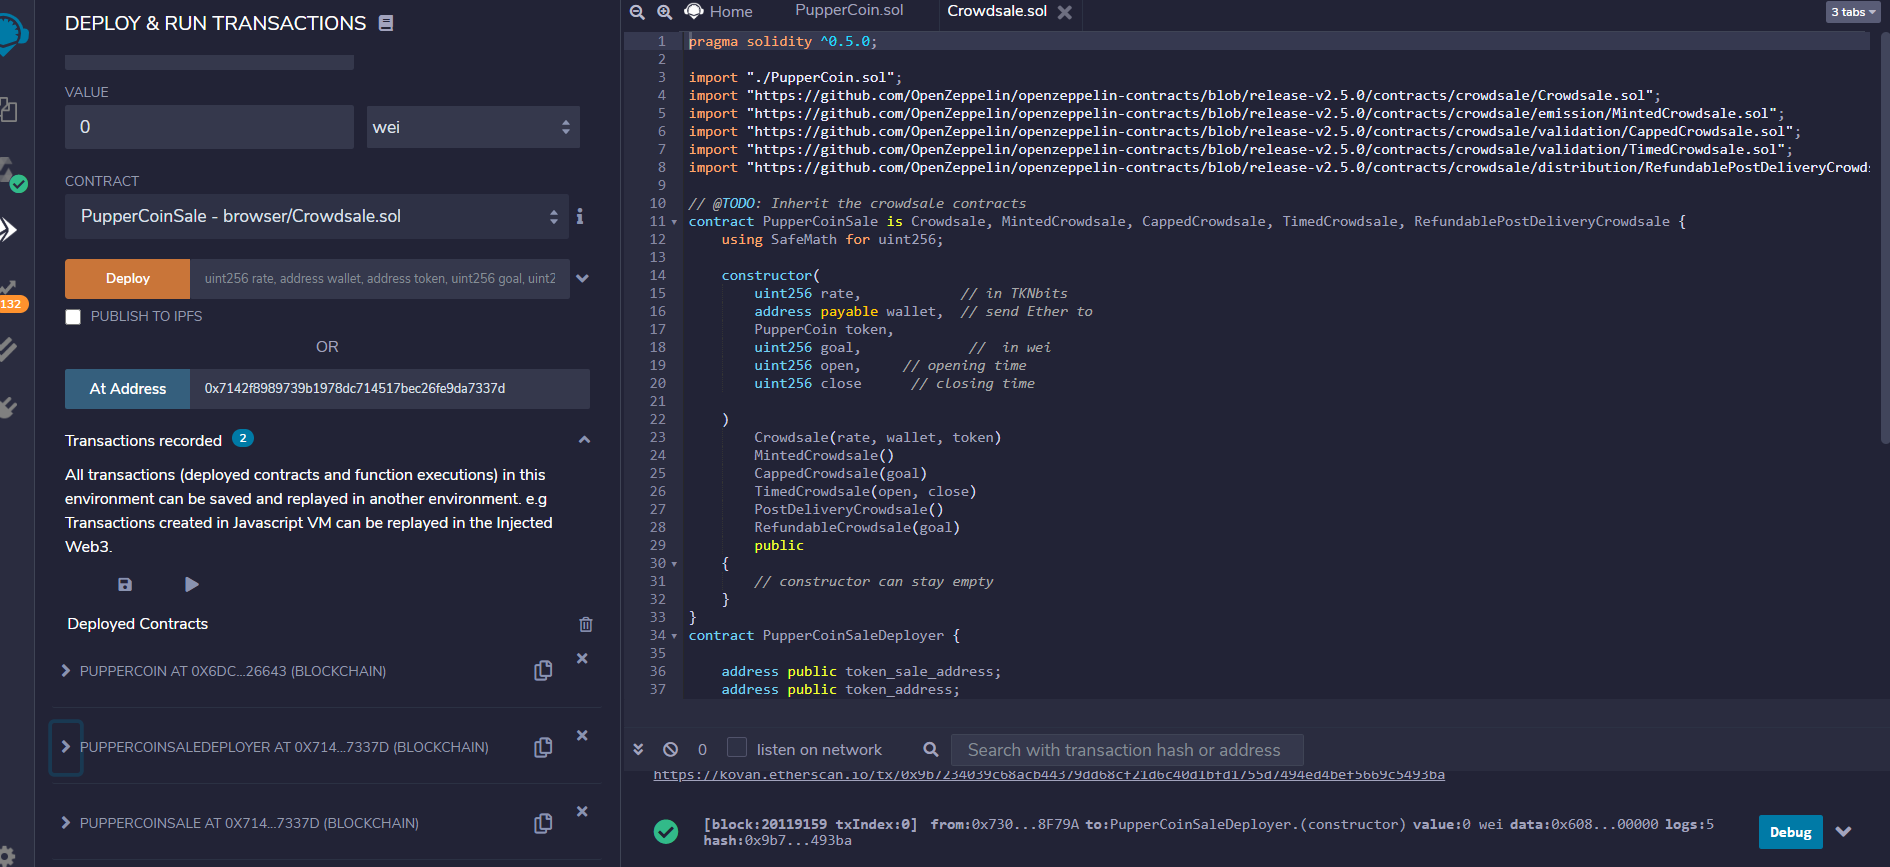 DEPLOY & RUN TRANSACTIONS
VALUE
0
wei
CONTRACT
PupperCoinSale - browser/Crowdsale.sol
i
Deploy
uint256 rate, address wallet, address token, uint256 goal, uint2
PUBLISH TO IPFS
OR
At Address
0x7142f8989739b1978dc714517bec26fe9da7337d
Transactions recorded 2
All transactions (deployed contracts and function executions) in this
environment can be saved and replayed in another environment. e.g
Transactions created in Javascript VM can be replayed in the Injected
Web3.
Deployed Contracts
PUPPERCOIN AT 0X6DC...26643 (BLOCKCHAIN)
PUPPERCOINSALEDEPLOYER AT 0X714...7337D (BLOCKCHAIN)
PUPPERCOINSALE AT 0X714...7337D (BLOCKCHAIN)
132
Home
PupperCoin.sol
Crowdsale.sol
3 tabs
1 pragma solidity ^0.5.0;
2
3 import "./PupperCoin.sol";
4 import "https://github.com/OpenZeppelin/openzeppelin-contracts/blob/release-v2.5.0/contracts/crowdsale/Crowdsale.sol";
5 import "https://github.com/OpenZeppelin/openzeppelin-contracts/blob/release-v2.5.0/contracts/crowdsale/emission/MintedCrowdsale.sol";
6 import "https://github.com/OpenZeppelin/openzeppelin-contracts/blob/release-v2.5.0/contracts/crowdsale/validation/CappedCrowdsale.sol";
7 import "https://github.com/OpenZeppelin/openzeppelin-contracts/blob/release-v2.5.0/contracts/crowdsale/validation/TimedCrowdsale.sol";
8 import "https://github.com/OpenZeppelin/openzeppelin-contracts/blob/release-v2.5.0/contracts/crowdsale/distribution/RefundablePostDeliveryCrowds
9
10 // @TODO: Inherit the crowdsale contracts
11 contract PupperCoinSale is Crowdsale, MintedCrowdsale, CappedCrowdsale, TimedCrowdsale, RefundablePostDeliveryCrowdsale {
12 using SafeMath for uint256;
13
14 constructor(
15 uint256 rate, // in TKNbits
16 address payable wallet, // send Ether to
17 PupperCoin token,
18 uint256 goal, // in wei
19 uint256 open, // opening time
20 uint256 close // closing time
21
22 )
23 Crowdsale(rate, wallet, token)
24 MintedCrowdsale()
25 CappedCrowdsale(goal)
26 TimedCrowdsale(open, close)
27 PostDeliveryCrowdsale()
28 RefundableCrowdsale(goal)
29 public
30 {
31 // constructor can stay empty
32 }
33 }
34 contract PupperCoinSaleDeployer {
35
36 address public token_sale_address;
37 address public token_address;
0
listen on network
Search with transaction hash or address
https://kovan.etherscan.io/tx/0x9b7234039c68acb44379dd68cf21d6c40d1bfd1755d7494ed4bef5669c5493ba
[block:20119159 txIndex:0] from:0x730...8F79A to:PupperCoinSaleDeployer.(constructor) value:0 wei data:0x608...00000 logs:5
hash:0x9b7...493ba
Debug